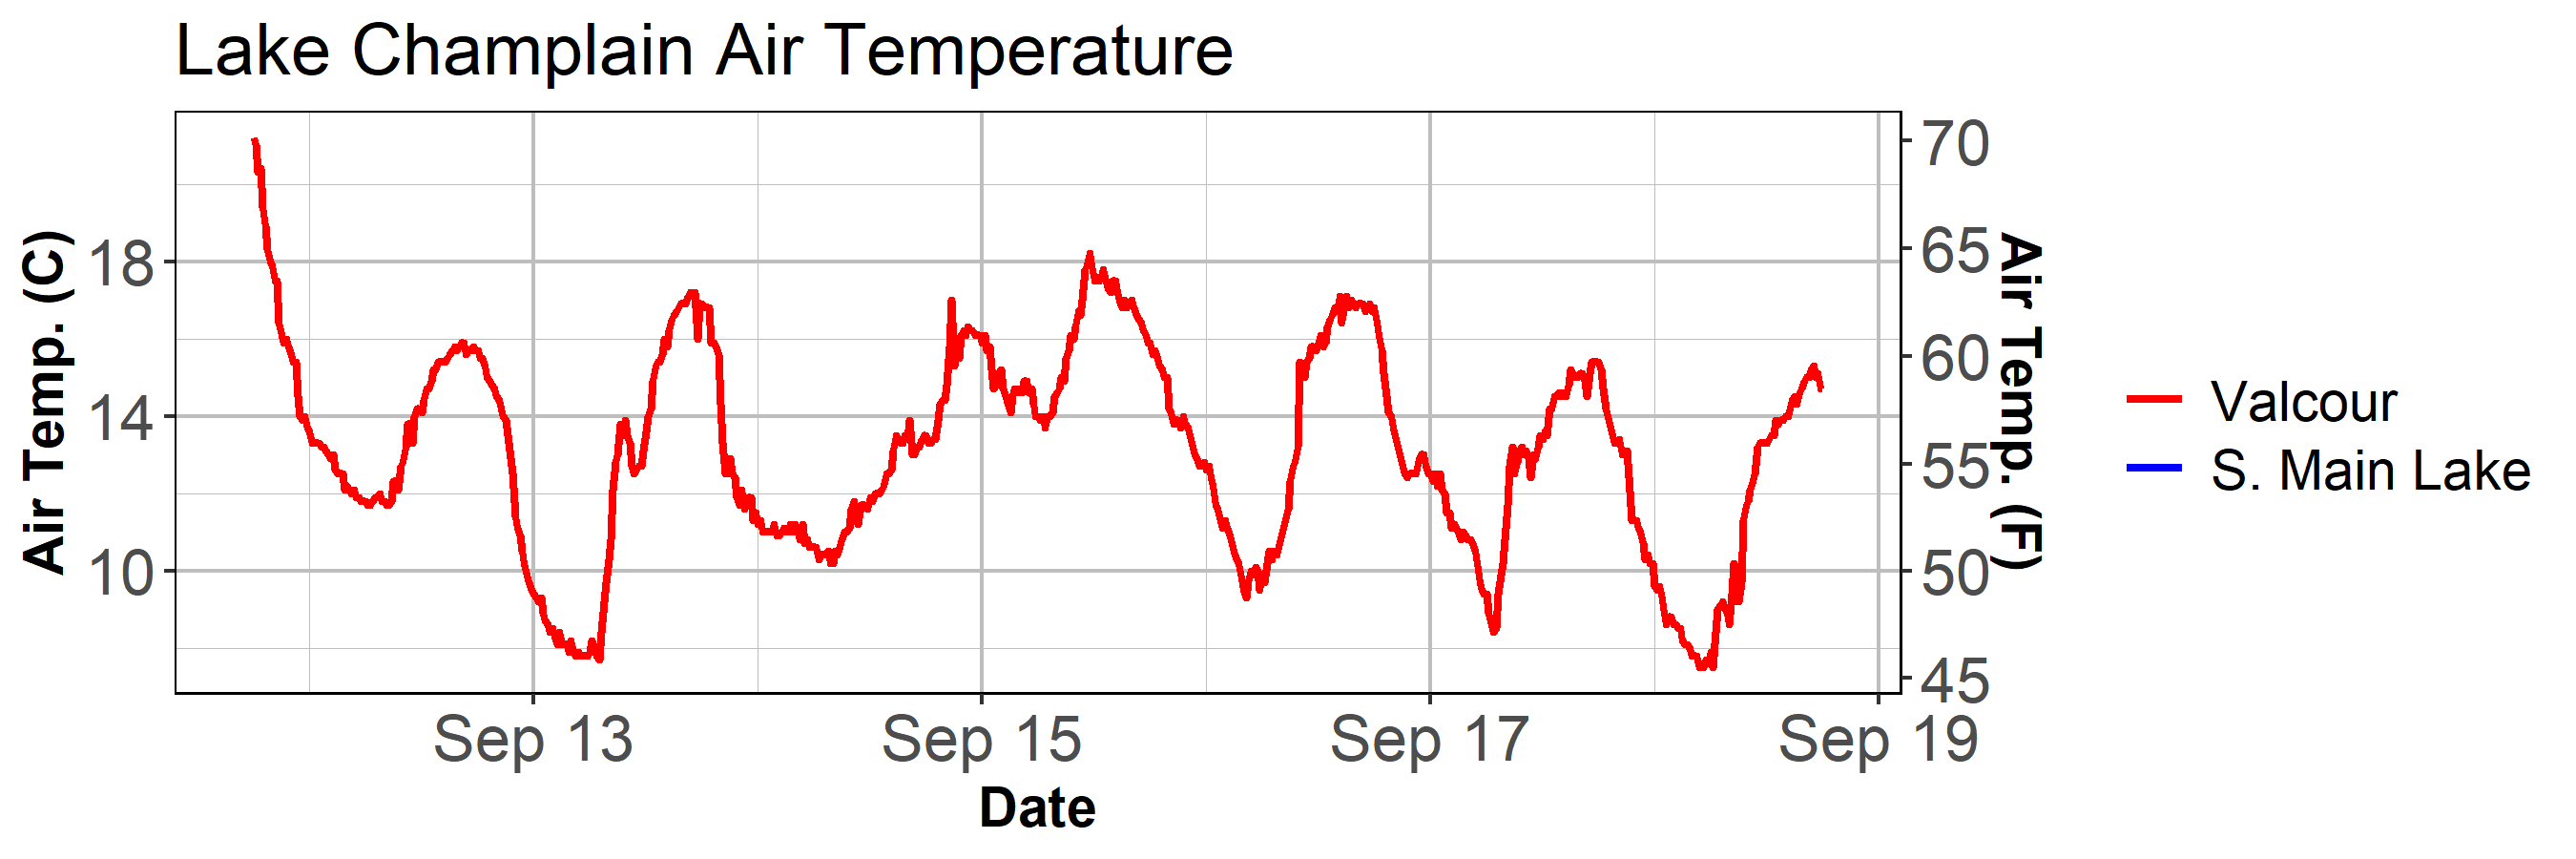 Lake Champlain Air Temperature
Air Temp. (C)
18
14
10
70
65
60
55
50
45
Air Temp. (F)
Sep 13
Sep 15
Sep 17
Sep 19
Date
Valcour
S. Main Lake